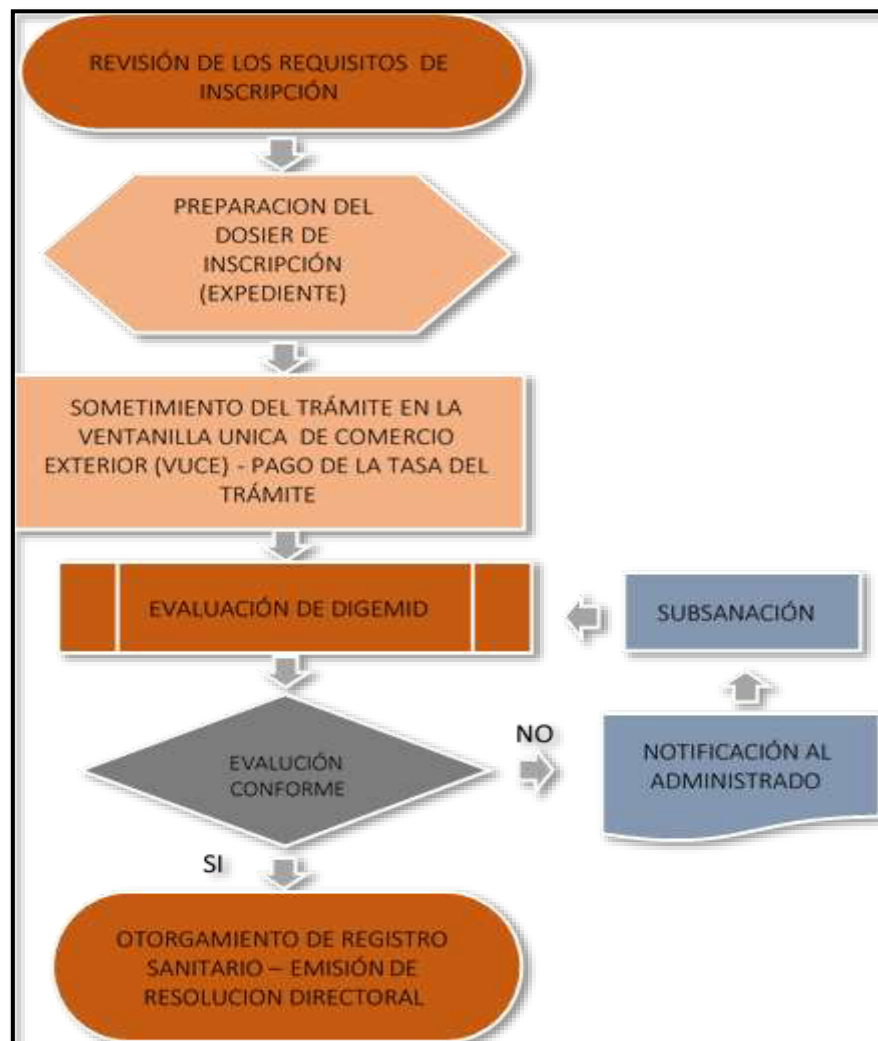 REVISIÓN DE LOS REQUISITOS DE
INSCRIPCIÓN
PREPARACION DEL
DOSIER DE
INSCRIPCIÓN
(EXPEDIENTE)
SOMETIMIENTO DEL TRÁMITE EN LA
VENTANILLA UNICA DE COMERCIO
EXTERIOR (VUCE) - PAGO DE LA TASA DEL
TRÁMITE
EVALUACIÓN DE DIGEMID
SUBSANACIÓN
EVALUCIÓN
CONFORME
NO
NOTIFICACIÓN AL
ADMINISTRADO
SI
OTORGAMIENTO DE REGISTRO
SANITARIO – EMISIÓN DE
RESOLUCION DIRECTORAL